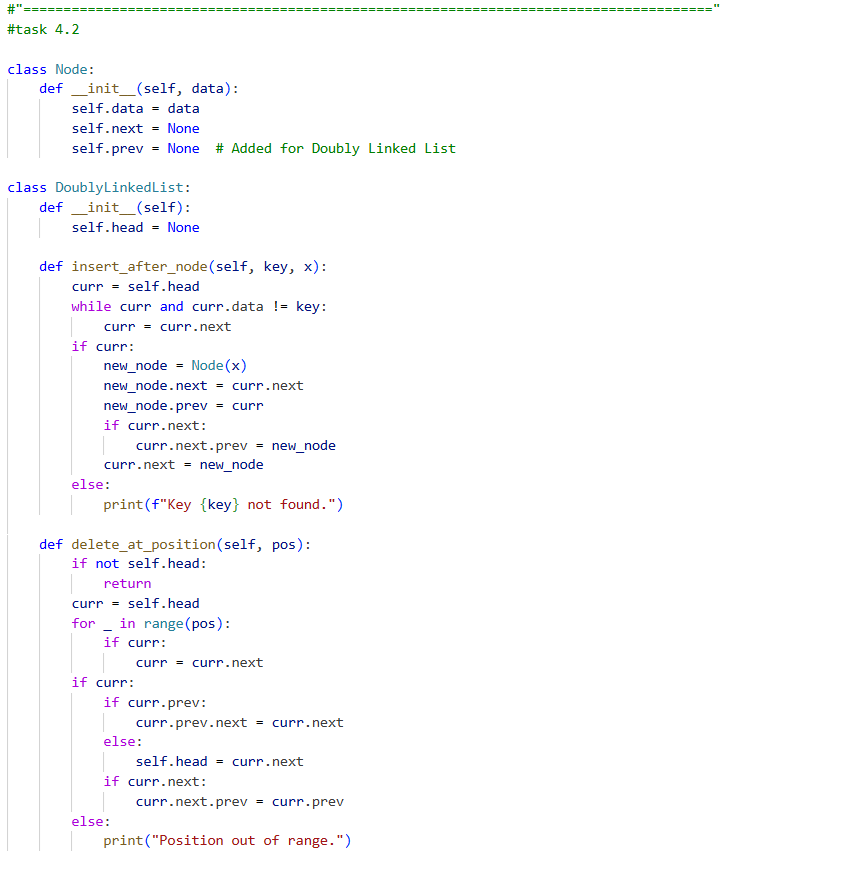 #"======================================================================================"
#task 4.2

class Node:
    def __init__(self, data):
        self.data = data
        self.next = None
        self.prev = None  # Added for Doubly Linked List

class DoublyLinkedList:
    def __init__(self):
        self.head = None

    def insert_after_node(self, key, x):
        curr = self.head
        while curr and curr.data != key:
            curr = curr.next
        if curr:
            new_node = Node(x)
            new_node.next = curr.next
            new_node.prev = curr
            if curr.next:
                curr.next.prev = new_node
            curr.next = new_node
        else:
            print(f"Key {key} not found.")

    def delete_at_position(self, pos):
        if not self.head:
            return
        curr = self.head
        for _ in range(pos):
            if curr:
                curr = curr.next
        if curr:
            if curr.prev:
                curr.prev.next = curr.next
            else:
                self.head = curr.next
            if curr.next:
                curr.next.prev = curr.prev
        else:
            print("Position out of range.")